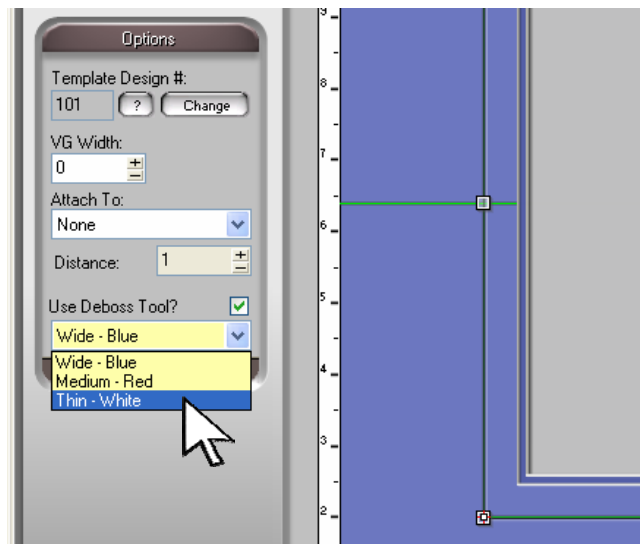 Options
Template Design #:
101 ? Change
VG Width:
0
Attach To:
None
Distance: 1
Use Deboss Tool?
Wide - Blue
Wide - Blue
Medium - Red
Thin - White
9
8
7
6
5
4
3
2